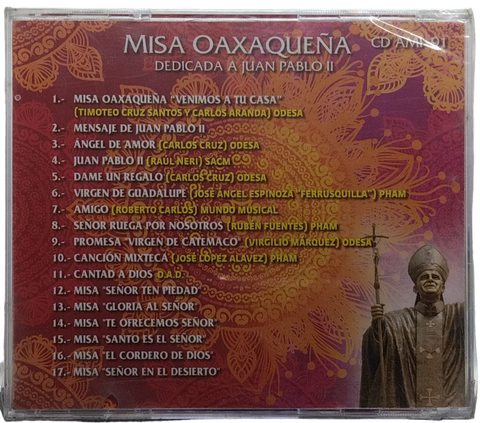 MISA OAXAQUEÑA
CD AMF-01
DEDICADA A JUAN PABLO II
1.- MISA OAXAQUEÑA "VENIMOS A TU CASA"
(TIMOTEO CRUZ SANTOS Y CARLOS ARANDA) ODESA
2.- MENSAJE DE JUAN PABLO II
3.- ÁNGEL DE AMOR (CARLOS CRUZ) ODESA
4.- JUAN PABLO II (RAÚL NERI) SACM
5.- DAME UN REGALO (CARLOS CRUZ) ODESA
6.- VIRGEN DE GUADALUPE (JOSÉ ÁNGEL ESPINOZA "FERRUSQUILLA") PHAM
7.- AMIGO (ROBERTO CARLOS) MUNDO MUSICAL
8.- SEÑOR RUEGA POR NOSOTROS (RUBÉN FUENTES) PHAM
9.- PROMESA "VIRGEN DE CATEMACO" (VIRGILIO MÁRQUEZ) ODESA
10.- CANCIÓN MIXTECA (JOSÉ LÓPEZ ALAVEZ) PHAM
11.- CANTAD A DIOS D.A.D.
12.- MISA "SEÑOR TEN PIEDAD"
13.- MISA "GLORIA AL SEÑOR"
14.- MISA "TE OFRECEMOS SEÑOR"
15.- MISA "SANTO ES EL SEÑOR"
16.- MISA "EL CORDERO DE DIOS"
17.- MISA "SEÑOR EN EL DESIERTO"